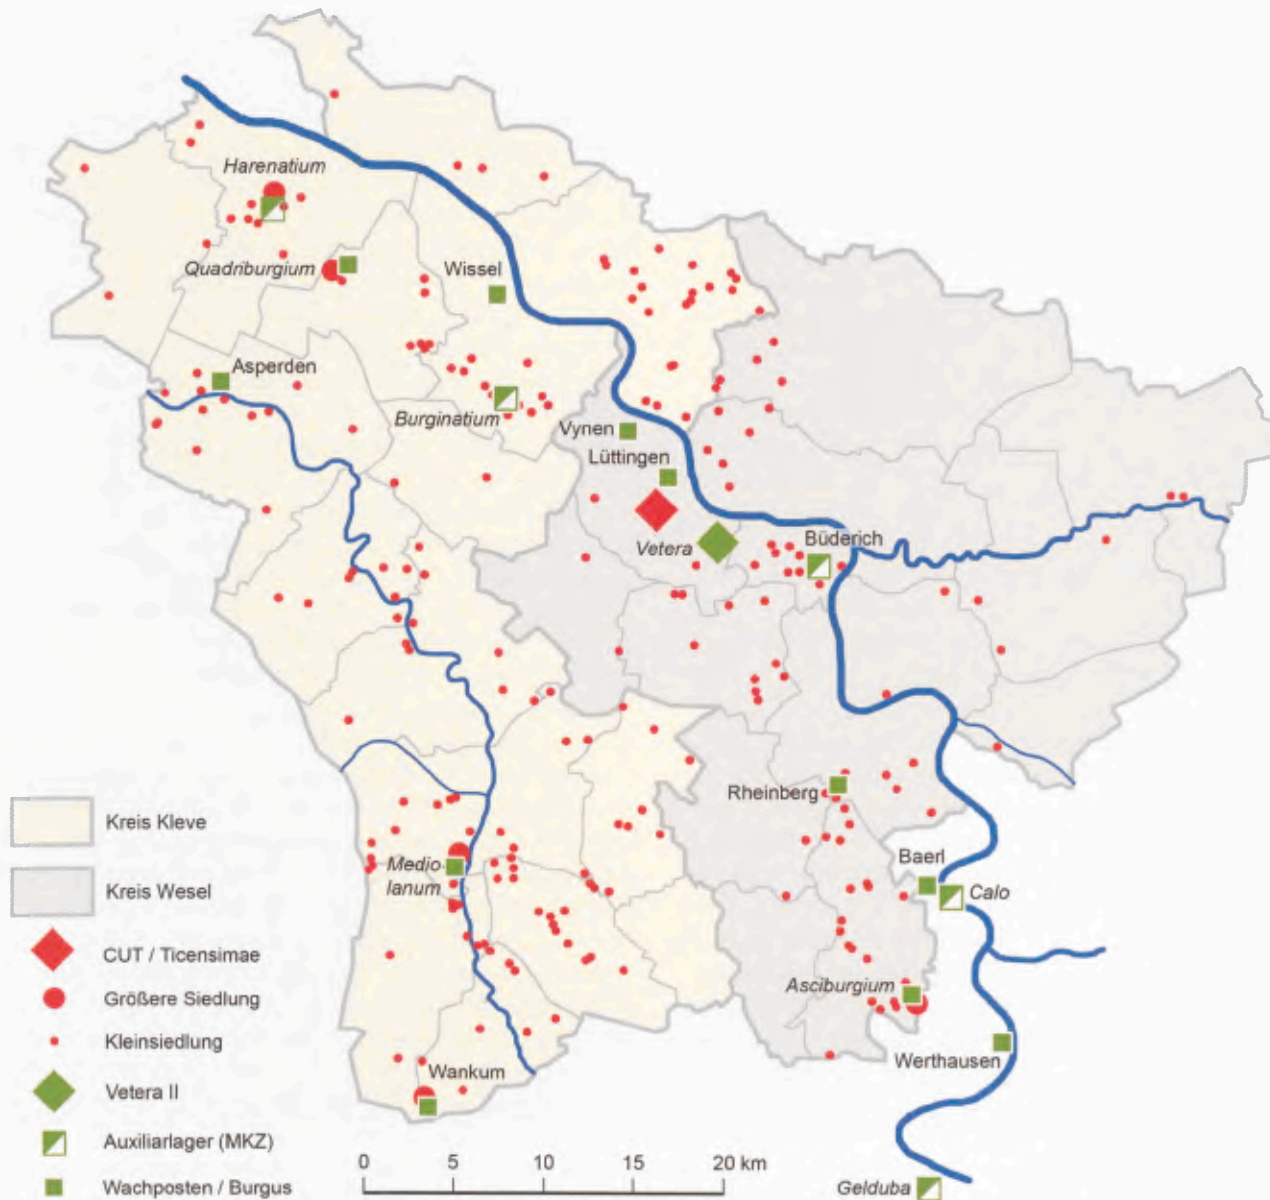 Harenatium
Quadriburgium
Wissel
Asperden
Burginatium
Vynen
Lüttingen
Vetera
Büderich
Rheinberg
Kreis Kleve
Baerl
Medio-
lanum
Kreis Wesel
Calo
CUT / Ticensimae
Asciburgium
Größere Siedlung
Kleinsiedlung
Werthausen
Wankum
Vetera II
Auxiliarlager (MKZ)
0 5 10 15 20 km
Wachposten / Burgus
Gelduba